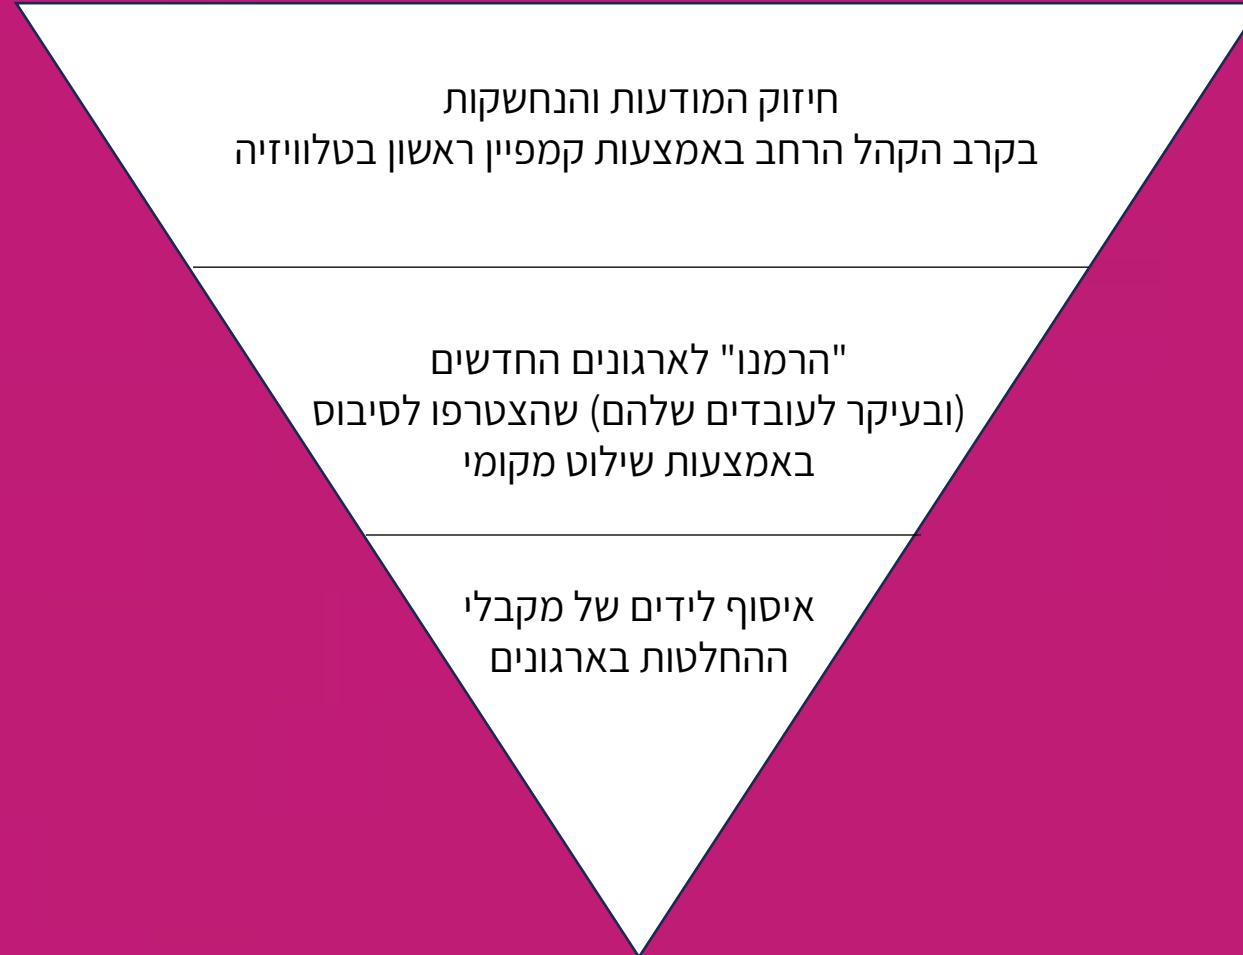 חיזוק המודעות והנחשקות
בקרב הקהל הרחב באמצעות קמפיין ראשון בטלוויזיה
"הרמנו" לארגונים החדשים
(ובעיקר לעובדים שלהם) שהצטרפו לסיבוס
באמצעות שילוט מקומי
איסוף לידים של מקבלי
ההחלטות בארגונים